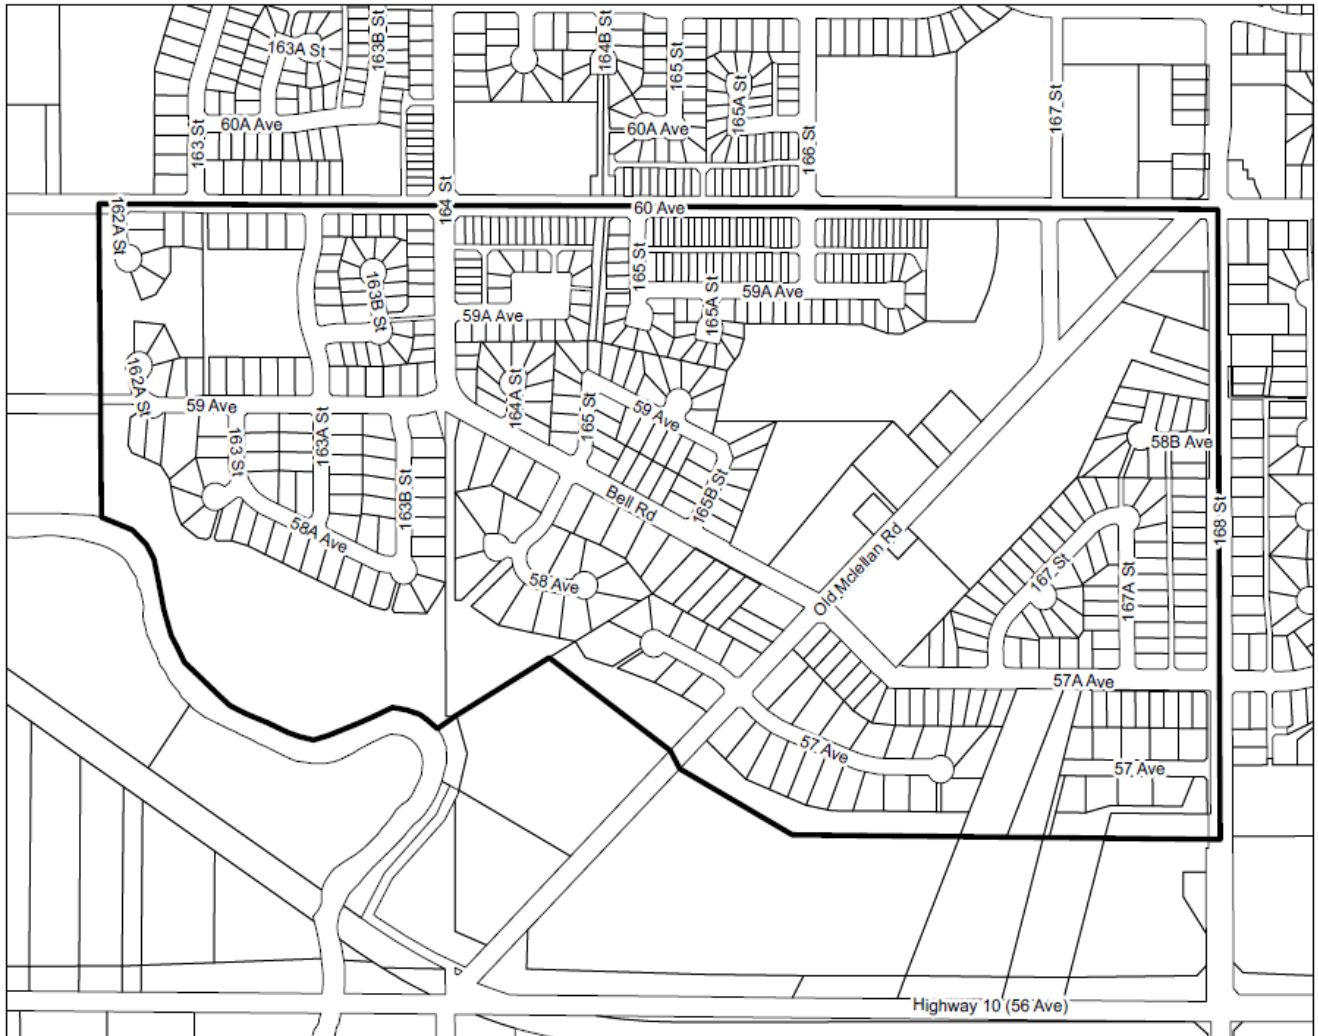 163A St
163B St
164B St
165 St
165A St
163 St
60A Ave
60A Ave
166 St
167 St
162A St
164 St
60 Ave
163B St
165 St
165A St
59A Ave
59A Ave
162A St
59 Ave
163 St
163A St
163B St
58A Ave
164A St
165 St
59 Ave
165B St
Bell Rd
58 Ave
Old Mclellan Rd
58B Ave
168 St
167 St
167A St
57A Ave
57 Ave
57 Ave
Highway 10 (56 Ave)